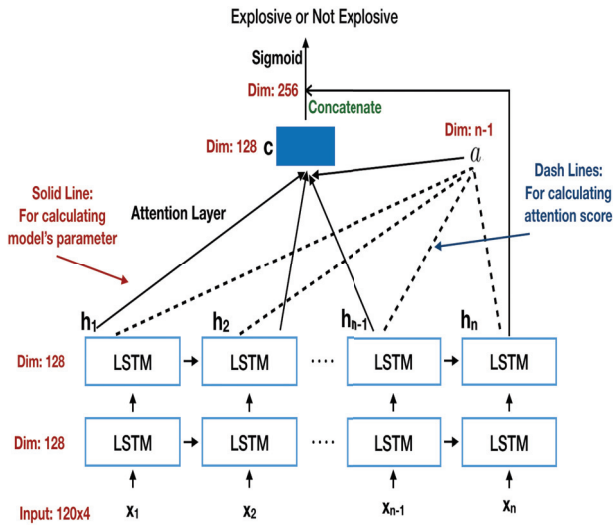 Explosive or Not Explosive
Sigmoid
Dim: 256
Concatenate
Dim: 128 C
Dim: n-1
a
Solid Line:
For calculating
model's parameter
Attention Layer
Dash Lines:
For calculating
attention score
h1 h2 hn-1 hn
Dim: 128 LSTM LSTM .... LSTM LSTM
Dim: 128 LSTM LSTM .... LSTM LSTM
Input: 120x4 x1 x2 xn-1 xn